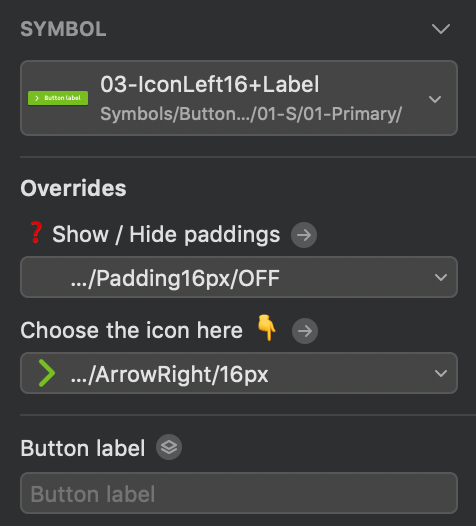 SYMBOL
Button label
03-IconLeft16+Label
Symbols/Button.../01-S/01-Primary/
Overrides
❓ Show / Hide paddings
.../Padding16px/OFF
Choose the icon here 👇
.../ArrowRight/16px
Button label
Button label